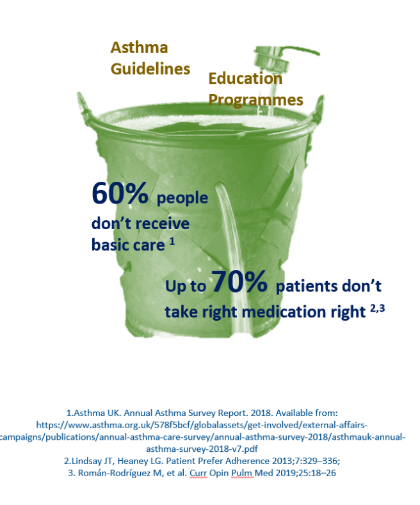 Asthma
Guidelines
Education
Programmes
60% people
don't receive
basic care 1
Up to 70% patients don't
take right medication right 2,3
1.Asthma UK. Annual Asthma Survey Report. 2018. Available from:
https://www.asthma.org.uk/578f5bcf/globalassets/get-involved/external-affairs-
campaigns/publications/annual-asthma-care-survey/annual-asthma-survey-2018/asthmauk-annual-
asthma-survey-2018-v7.pdf
2.Lindsay JT, Heaney LG. Patient Prefer Adherence 2013;7:329–336;
3. Román-Rodríguez M, et al. Curr Opin Pulm Med 2019;25:18–26